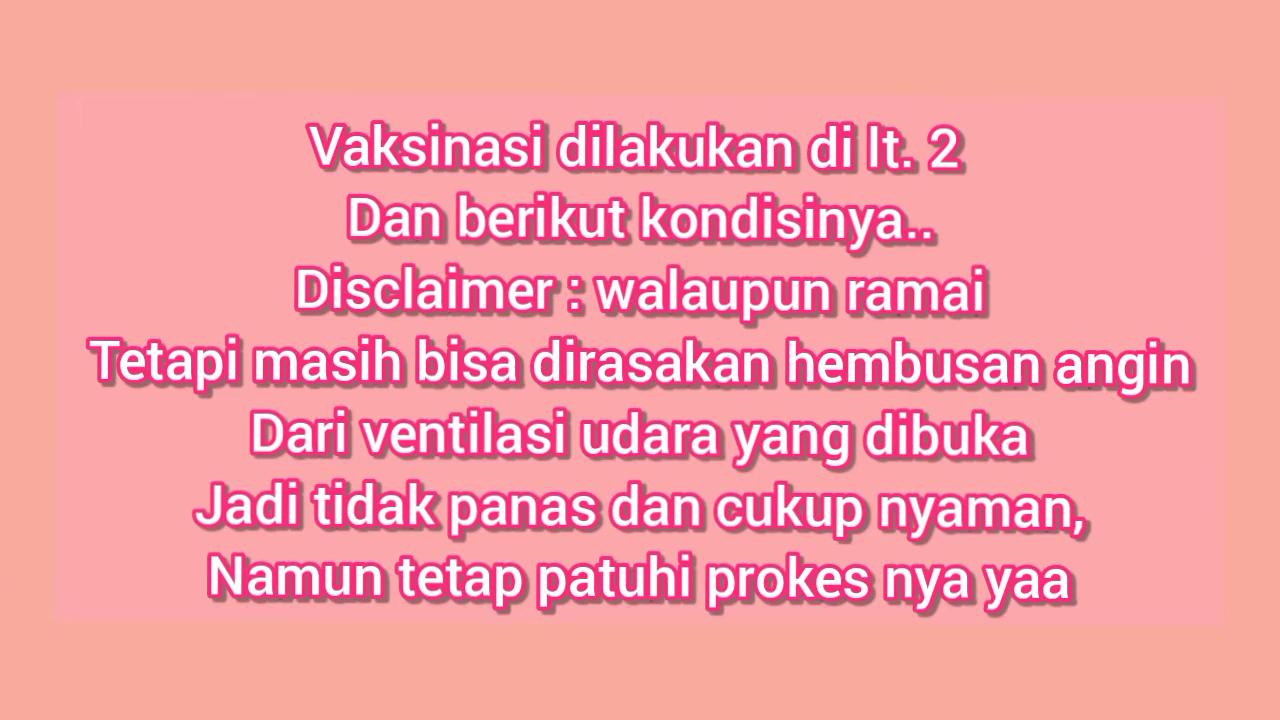 Vaksinasi dilakukan di lt. 2
Dan berikut kondisinya..
Disclaimer : walaupun ramai
Tetapi masih bisa dirasakan hembusan angin
Dari ventilasi udara yang dibuka
Jadi tidak panas dan cukup nyaman,
Namun tetap patuhi prokes nya yaa